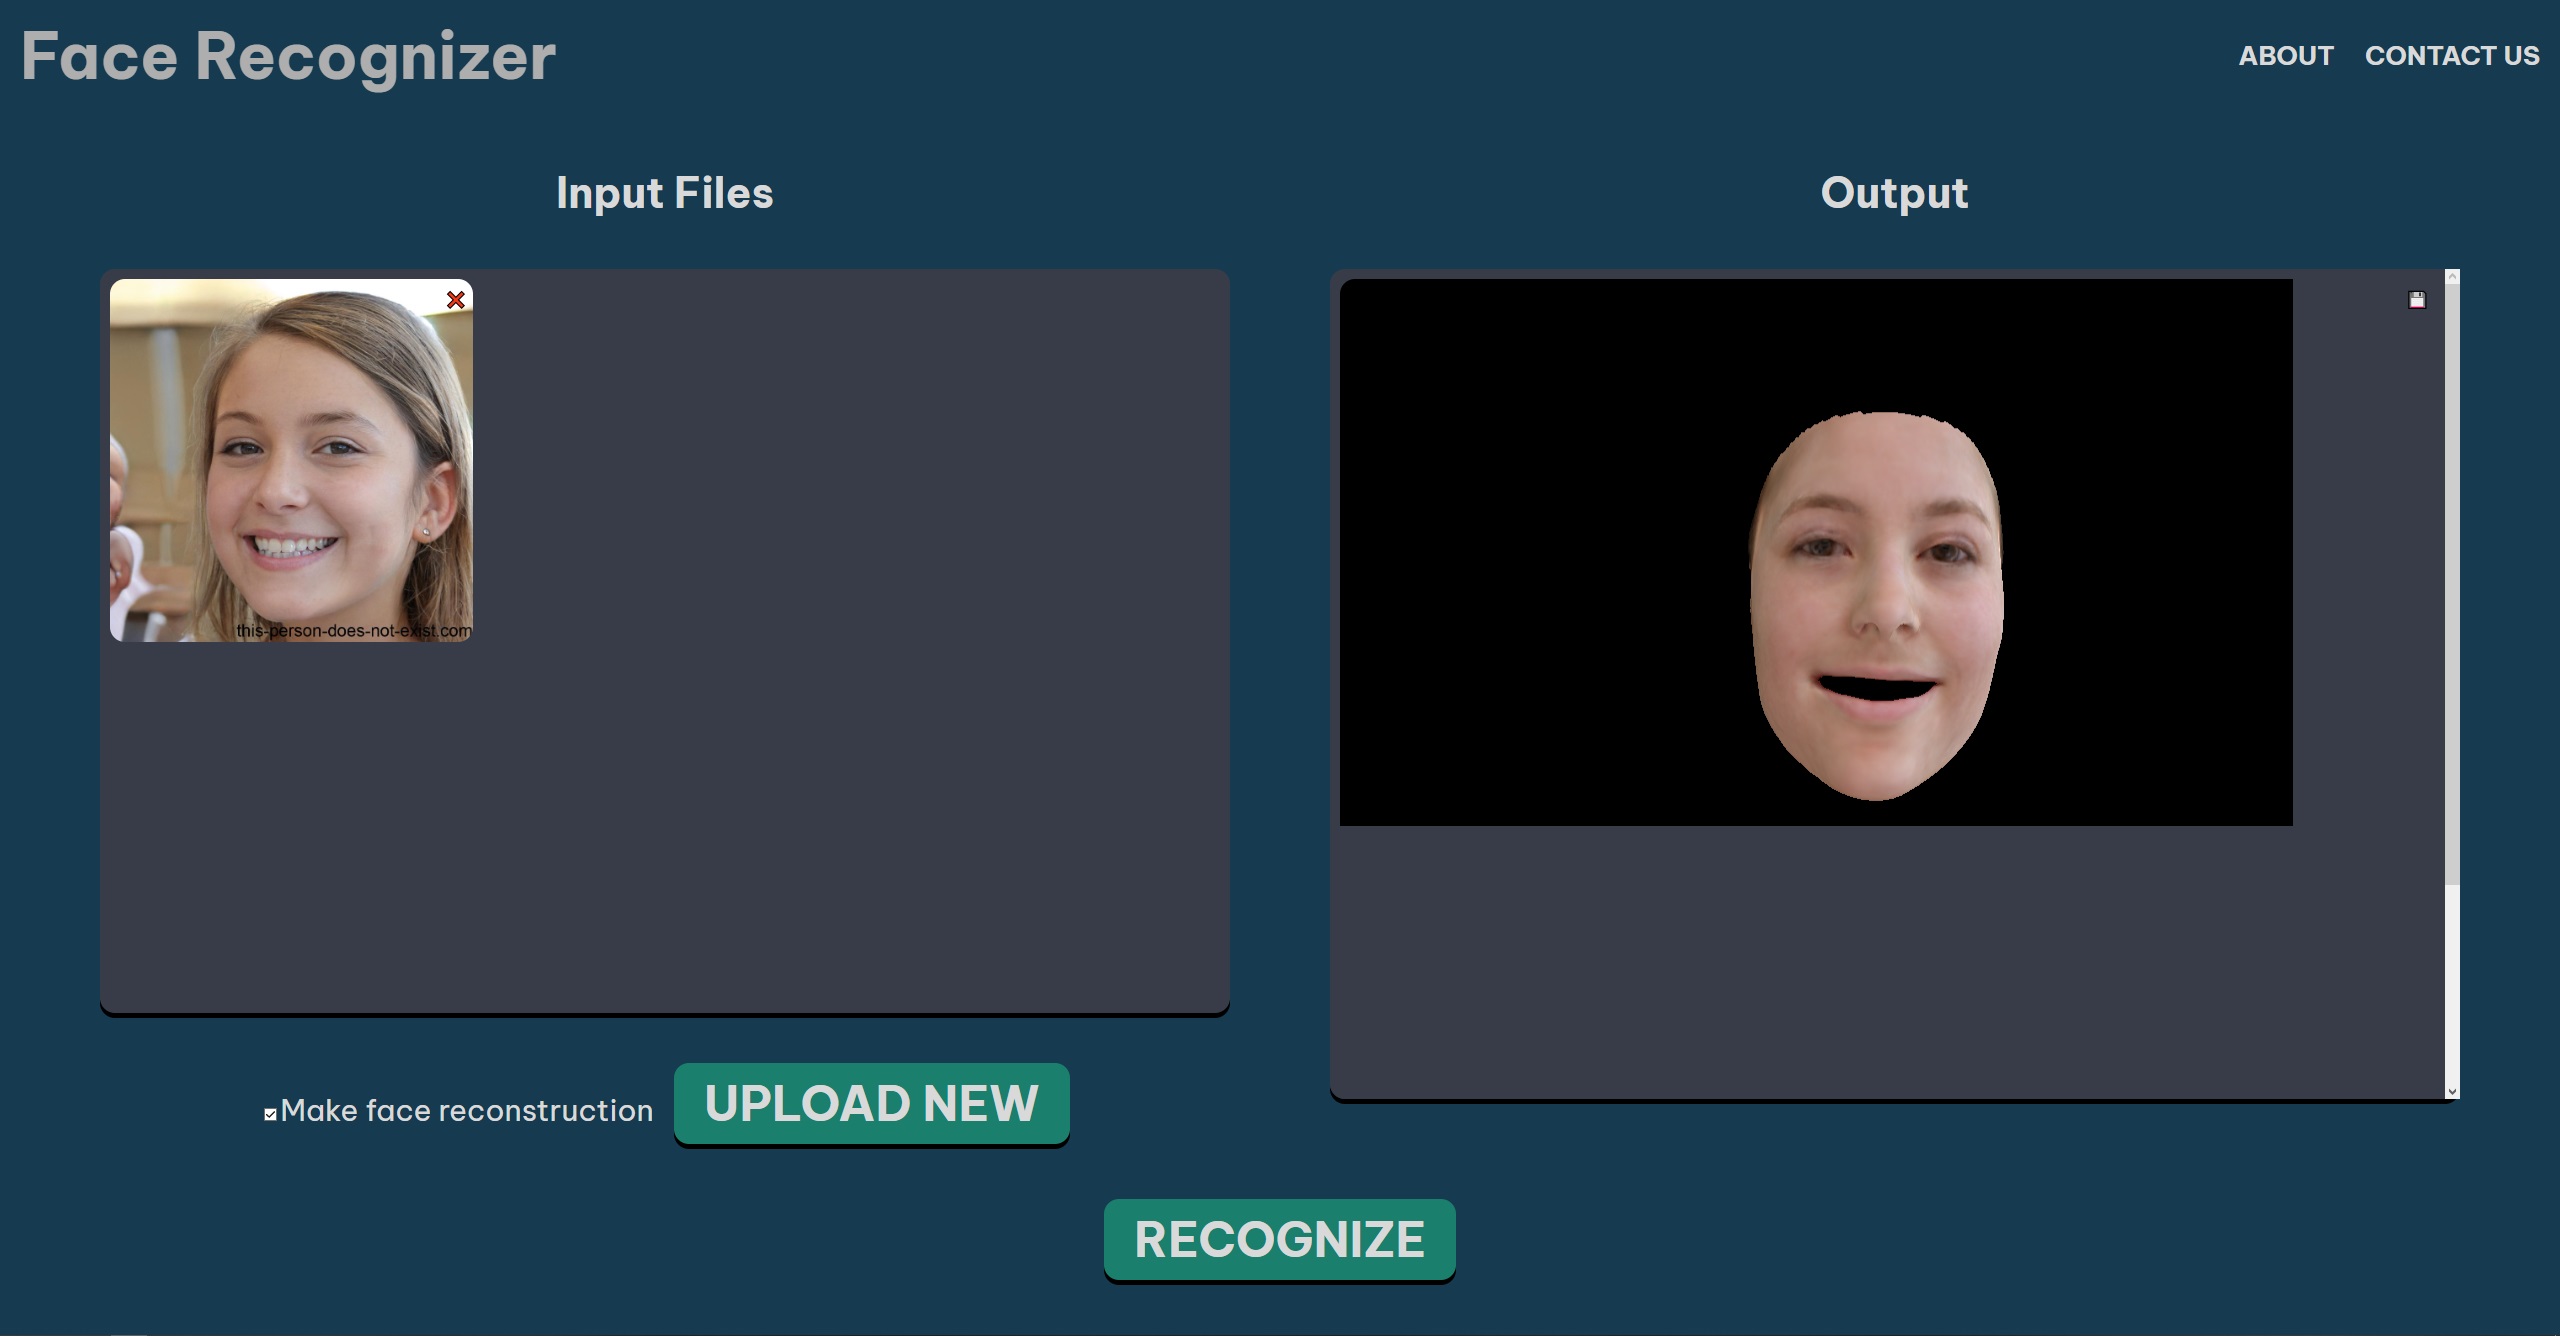 Face Recognizer
ABOUT
CONTACT US
Input Files
Output
this-person-does-not-exist.com
Make face reconstruction
UPLOAD NEW
RECOGNIZE